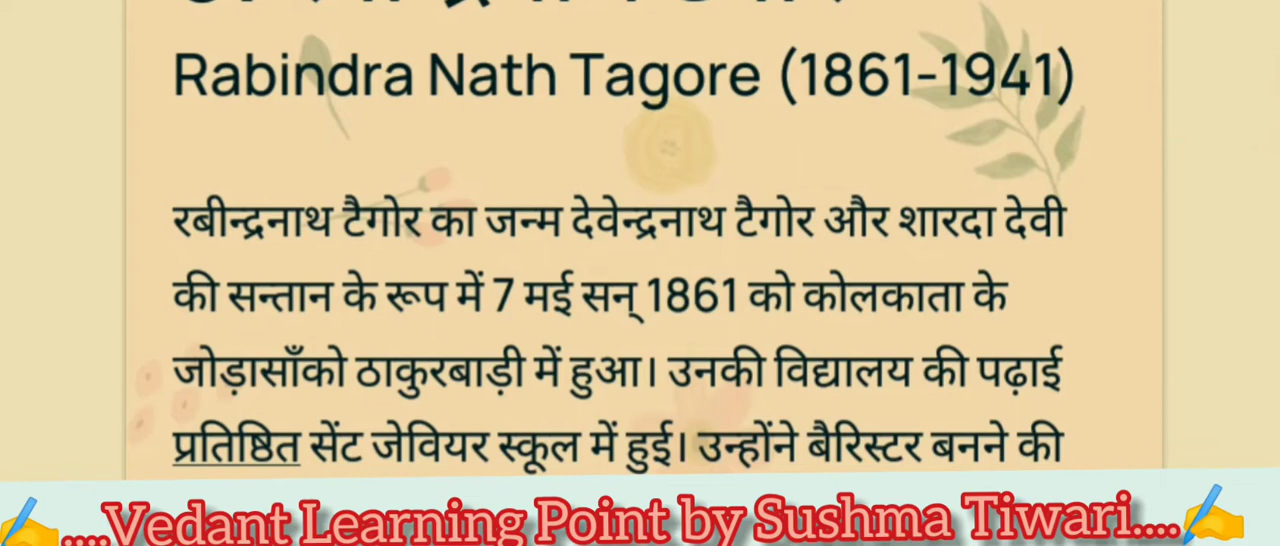 Rabindra Nath Tagore (1861-1941)
रबीन्द्रनाथ टैगोर का जन्म देवेन्द्रनाथ टैगोर और शारदा देवी
की सन्तान के रूप में 7 मई सन् 1861 को कोलकाता के
जोड़ासाँको ठाकुरबाड़ी में हुआ। उनकी विद्यालय की पढ़ाई
प्रतिष्ठित सेंट जेवियर स्कूल में हुई। उन्होंने बैरिस्टर बनने की
....Vedant Learning Point by Sushma Tiwari....